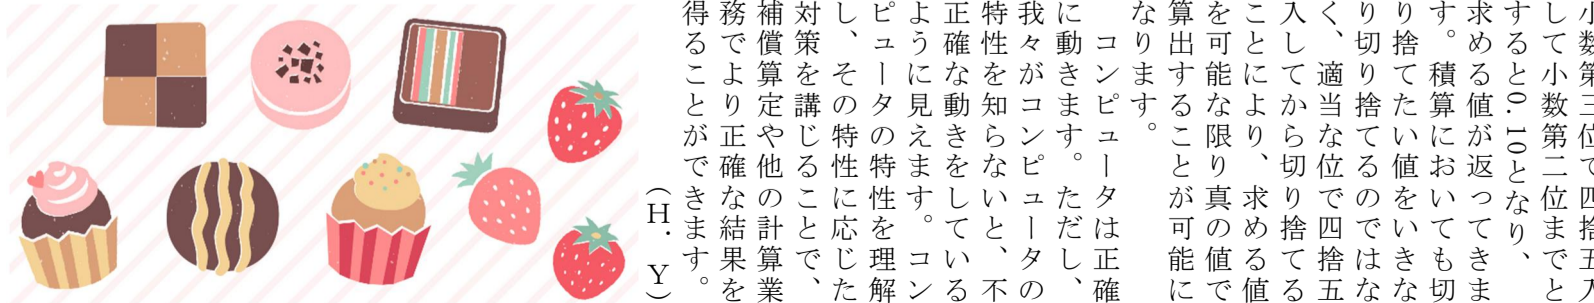 小数第三位で四捨五入
して小数第二位までと
すると0.10となり、
求める値が返ってきま
す。積算においても切
り捨てたい値をいきな
り切り捨てるのではな
く、適当な位で四捨五
入してから切り捨てる
ことにより、求める値
を可能な限り真の値で
算出することが可能に
なります。
コンピュータは正確
に動きます。ただし、
我々がコンピュータの
特性を知らないと、不
正確な動きをしている
ように見えます。コン
ピュータの特性を理解
し、その特性に応じた
対策を講じることで、
補償算定や他の計算業
務でより正確な結果を
得ることができます。
（H．Y）